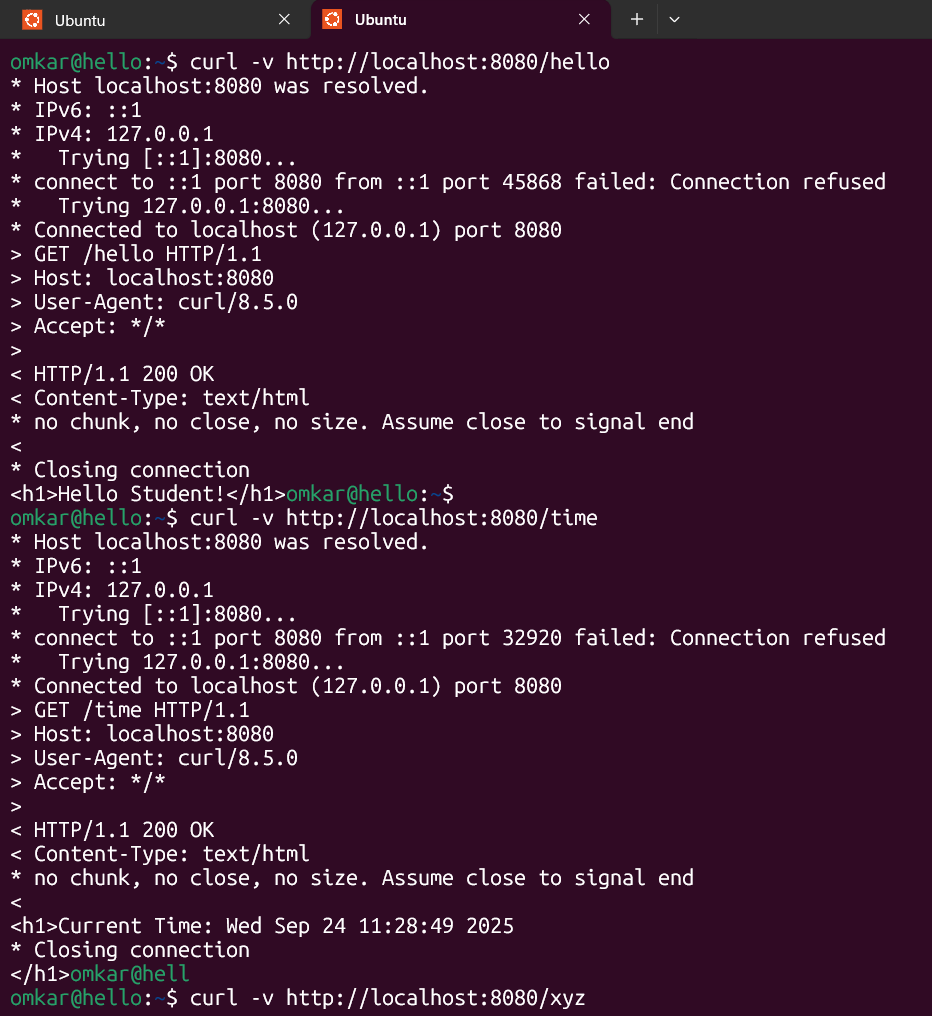 Ubuntu
Ubuntu
omkar@hello:~$ curl -v http://localhost:8080/hello
* Host localhost:8080 was resolved.
* IPv6: ::1
* IPv4: 127.0.0.1
*   Trying [::1]:8080...
* connect to ::1 port 8080 from ::1 port 45868 failed: Connection refused
*   Trying 127.0.0.1:8080...
* Connected to localhost (127.0.0.1) port 8080
> GET /hello HTTP/1.1
> Host: localhost:8080
> User-Agent: curl/8.5.0
> Accept: */*
>
< HTTP/1.1 200 OK
< Content-Type: text/html
* no chunk, no close, no size. Assume close to signal end
<
* Closing connection
<h1>Hello Student!</h1>omkar@hello:~$
omkar@hello:~$ curl -v http://localhost:8080/time
* Host localhost:8080 was resolved.
* IPv6: ::1
* IPv4: 127.0.0.1
*   Trying [::1]:8080...
* connect to ::1 port 8080 from ::1 port 32920 failed: Connection refused
*   Trying 127.0.0.1:8080...
* Connected to localhost (127.0.0.1) port 8080
> GET /time HTTP/1.1
> Host: localhost:8080
> User-Agent: curl/8.5.0
> Accept: */*
>
< HTTP/1.1 200 OK
< Content-Type: text/html
* no chunk, no close, no size. Assume close to signal end
<
<h1>Current Time: Wed Sep 24 11:28:49 2025
* Closing connection
</h1>omkar@hell
omkar@hello:~$ curl -v http://localhost:8080/xyz